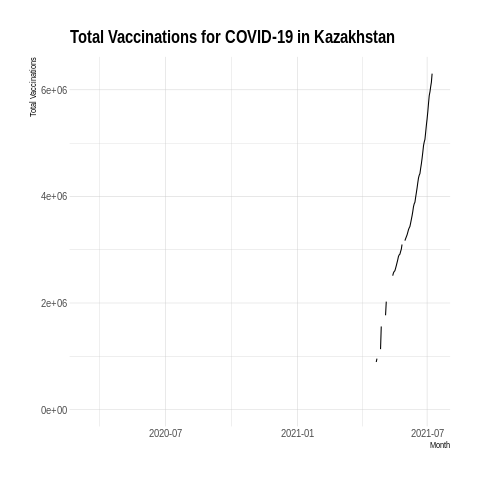 Total Vaccinations for COVID-19 in Kazakhstan
Total Vaccinations
6e+06
4e+06
2e+06
0e+00
2020-07
2021-01
2021-07
Month